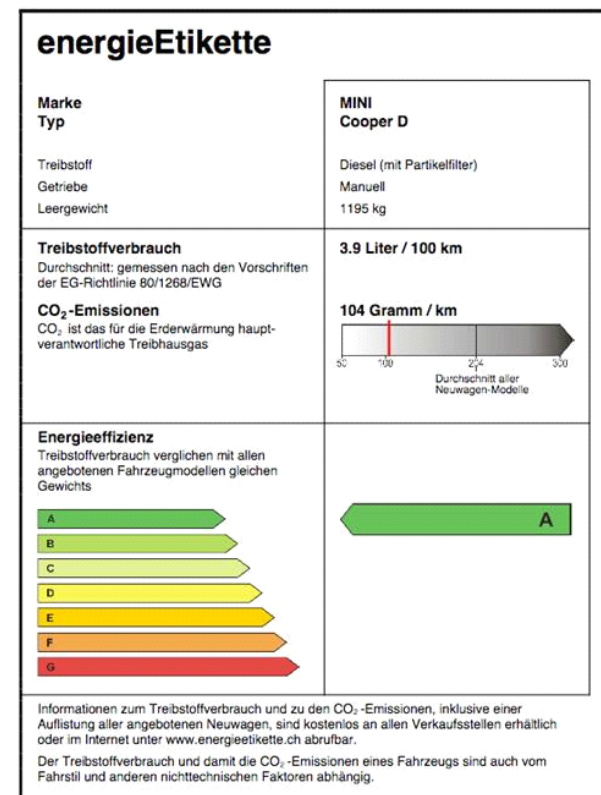 energieEtikette
Marke
MINI
Typ
Cooper D
Treibstoff
Diesel (mit Partikelfilter)
Getriebe
Manuell
Leergewicht
1195 kg
Treibstoffverbrauch
3.9 Liter / 100 km
Durchschnitt: gemessen nach den Vorschriften
der EG-Richtlinie 80/1268/EWG
CO₂-Emissionen
104 Gramm / km
CO₂ ist das für die Erderwärmung haupt-
verantwortliche Treibhausgas
50 100 204 300
Durchschnitt aller
Neuwagen-Modelle
Energieeffizienz
Treibstoffverbrauch verglichen mit allen
angebotenen Fahrzeugmodellen gleichen
Gewichts
A
A
B
C
D
E
F
G
Informationen zum Treibstoffverbrauch und zu den CO₂-Emissionen, inklusive einer
Auflistung aller angebotenen Neuwagen, sind kostenlos an allen Verkaufsstellen erhältlich
oder im Internet unter www.energieetikette.ch abrufbar.
Der Treibstoffverbrauch und damit die CO₂-Emissionen eines Fahrzeugs sind auch vom
Fahrstil und anderen nichttechnischen Faktoren abhängig.